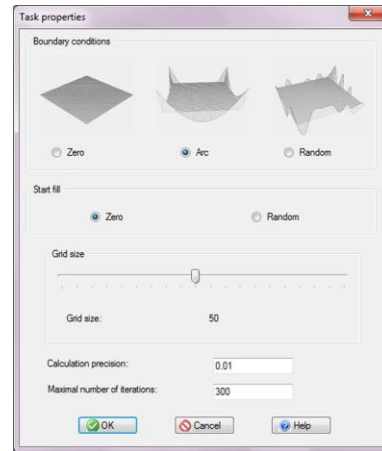 Task properties
Boundary conditions
Zero Arc Random
Start fill
Zero Random
Grid size
Grid size: 50
Calculation precision: 0.01
Maximal number of iterations: 300
OK Cancel Help